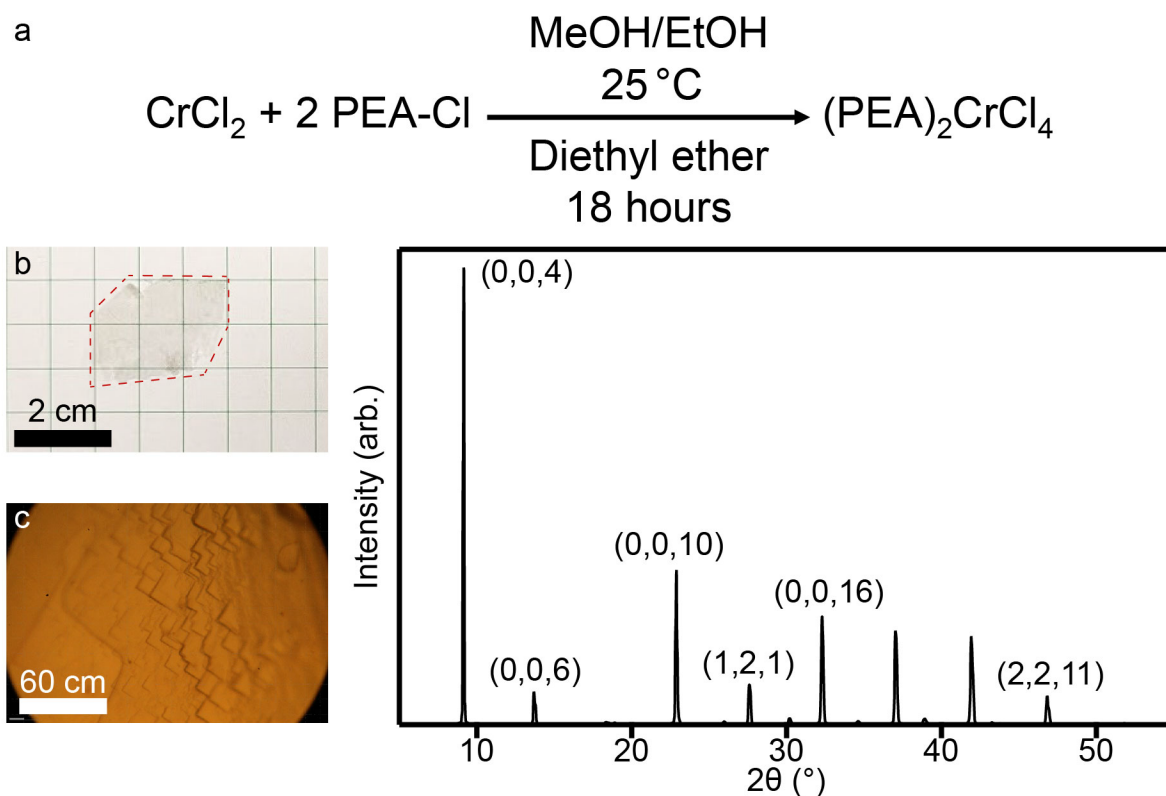 a
MeOH/EtOH
25 °C
CrCl₂ + 2 PEA-Cl
(PEA)₂CrCl₄
Diethyl ether
18 hours
b
2 cm
c
60 cm
Intensity (arb.)
(0,0,4)
(0,0,6)
(0,0,10)
(1,2,1)
(0,0,16)
(2,2,11)
10 20 30 40 50
2θ (°)